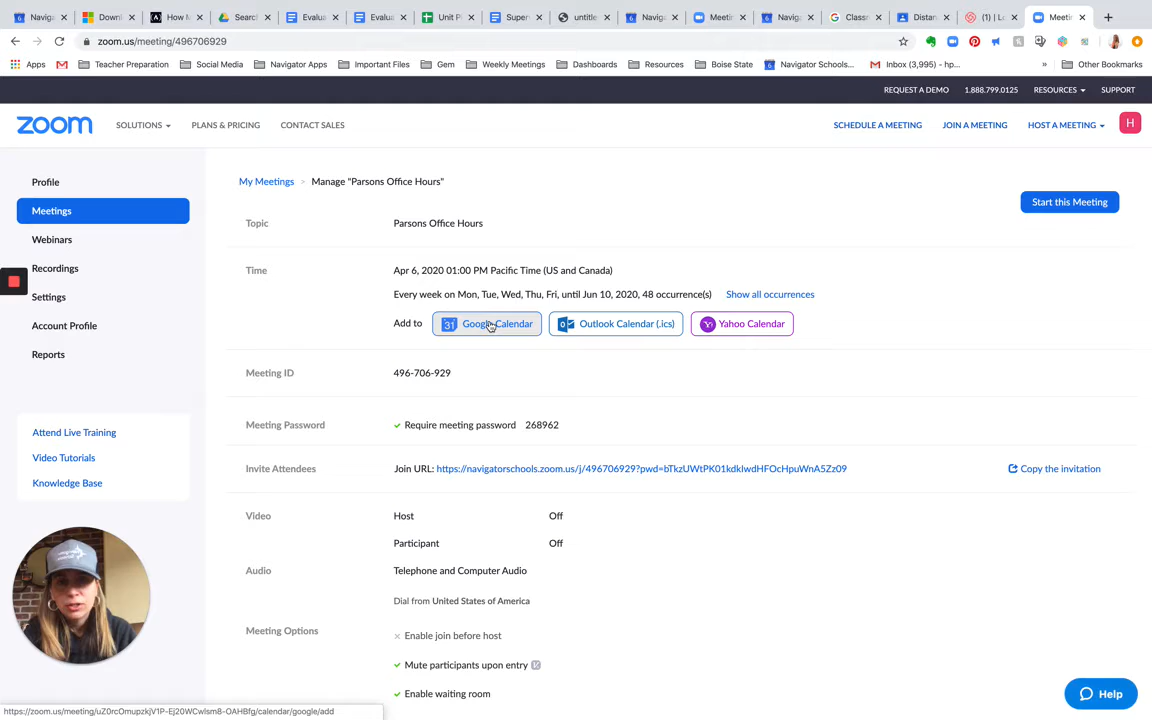 Naviga
Downl
How M
Search
Evalua
Evalua
Unit P
Super
untitle
Naviga
Meetin
Naviga
Classr
Distan
(1) | Lo
Meetin
zoom.us/meeting/496706929
Apps
Teacher Preparation
Social Media
Navigator Apps
Important Files
Gem
Weekly Meetings
Dashboards
Resources
Boise State
Navigator Schools...
Inbox (3,995) - hp...
Other Bookmarks
REQUEST A DEMO
1.888.799.0125
RESOURCES
SUPPORT
zoom
SOLUTIONS
PLANS & PRICING
CONTACT SALES
SCHEDULE A MEETING
JOIN A MEETING
HOST A MEETING
H
Profile
Meetings
Webinars
Recordings
Settings
Account Profile
Reports
Attend Live Training
Video Tutorials
Knowledge Base
My Meetings > Manage "Parsons Office Hours"
Start this Meeting
Topic Parsons Office Hours
Time Apr 6, 2020 01:00 PM Pacific Time (US and Canada)
Every week on Mon, Tue, Wed, Thu, Fri, until Jun 10, 2020, 48 occurrence(s) Show all occurrences
Add to 31 Google Calendar Outlook Calendar (.ics) Yahoo Calendar
Meeting ID 496-706-929
Meeting Password Require meeting password 268962
Invite Attendees Join URL: https://navigatorschools.zoom.us/j/496706929?pwd=bTkzUWtPK01kdklwdHFOcHpuWnA5Zz09 Copy the invitation
Video Host Off
Participant Off
Audio Telephone and Computer Audio
Dial from United States of America
Meeting Options Enable join before host
Mute participants upon entry
Enable waiting room
Help
https://zoom.us/meeting/uZ0rcOmupzkjV1P-Ej20WCwlsm8-OAHBfg/calendar/google/add